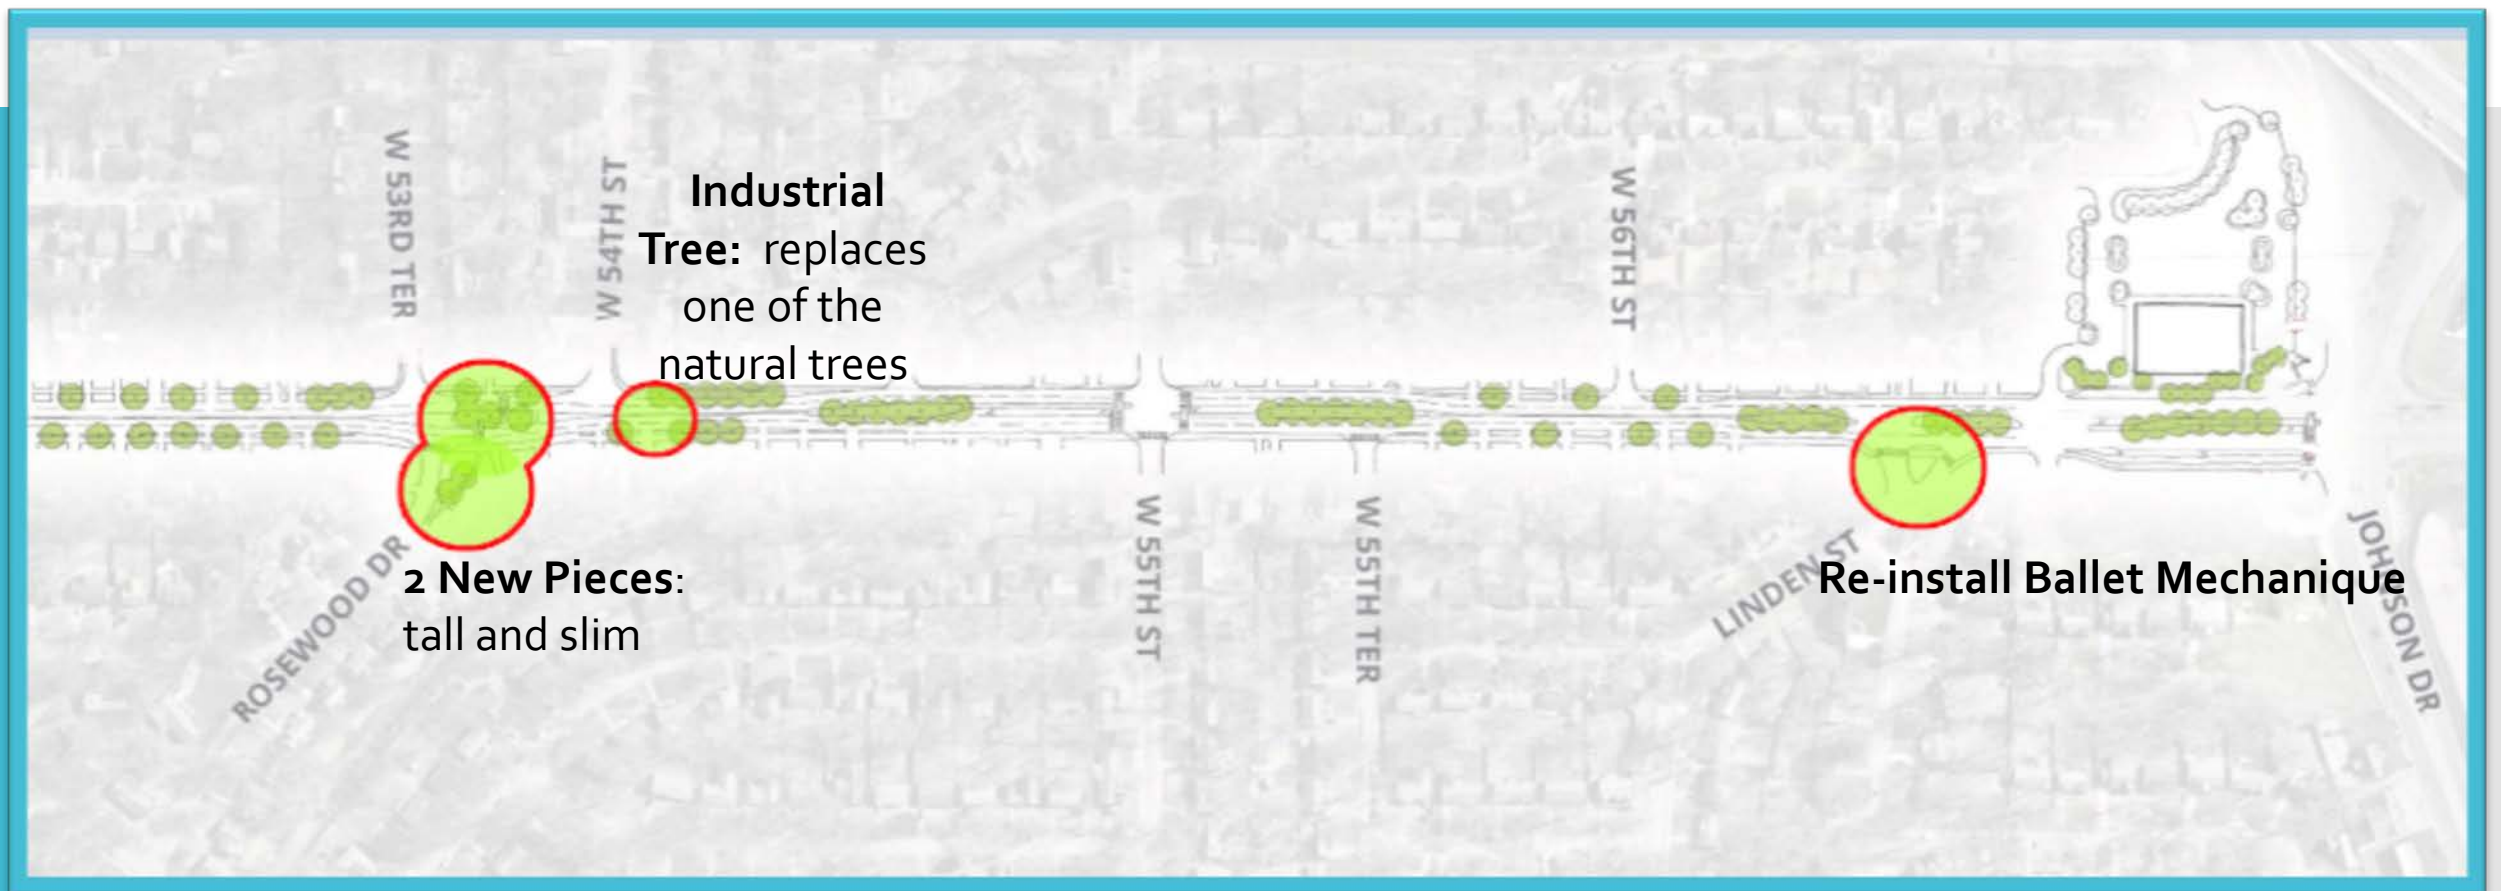 W 53RD TER
W 54TH ST
Industrial
Tree: replaces
one of the
natural trees
W 56TH ST
ROSEWOOD DR
2 New Pieces:
tall and slim
W 55TH ST
W 55TH TER
LINDEN ST
Re-install Ballet Mechanique
JOHNSON DR